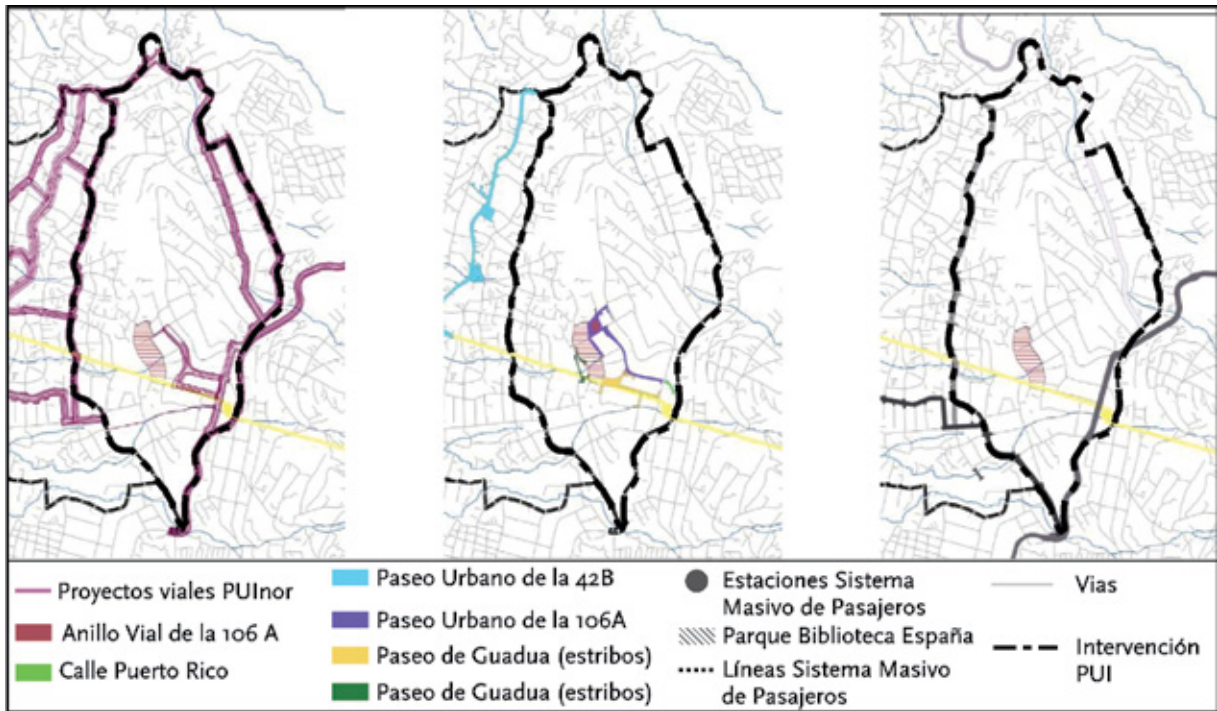 Proyectos viales PUInor
Anillo Vial de la 106 A
Calle Puerto Rico
Paseo Urbano de la 42B
Paseo Urbano de la 106A
Paseo de Guadua (estribos)
Paseo de Guadua (estribos)
Estaciones Sistema
Masivo de Pasajeros
Parque Biblioteca España
Líneas Sistema Masivo
de Pasajeros
Vias
Intervención
PUI